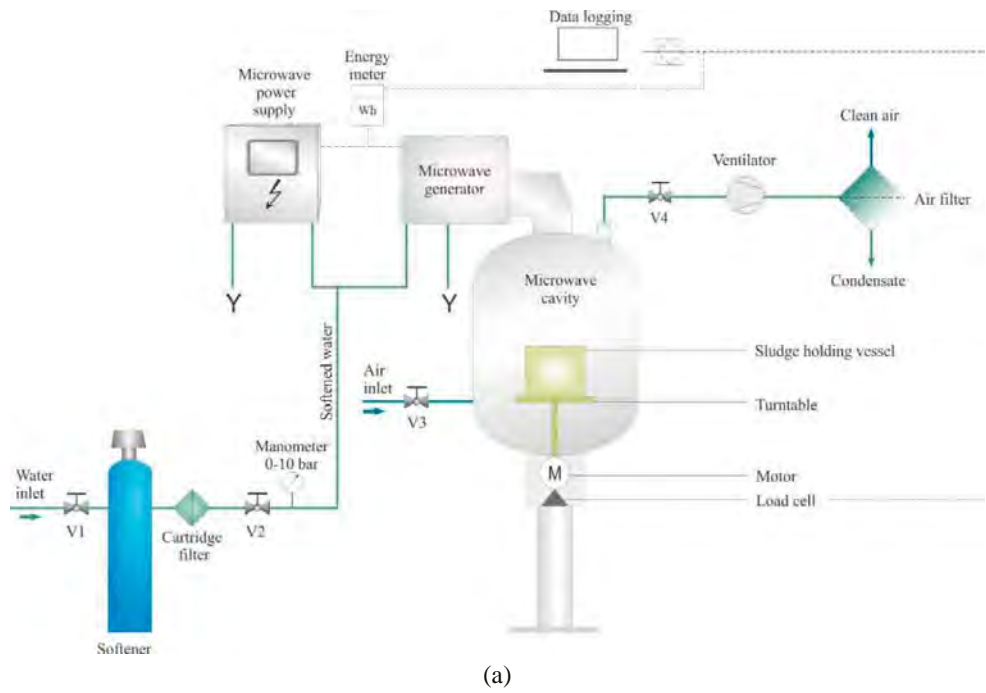 Data logging
Energy
meter
Wh
Microwave
power
supply
Microwave
generator
Clean air
Ventilator
V4
Air filter
Condensate
Microwave
cavity
Y
Y
Softened water
Sludge holding vessel
Air
inlet
V3
Turntable
Manometer
0-10 bar
M
Motor
Load cell
Water
inlet
V1
V2
Cartridge
filter
Softener
(a)